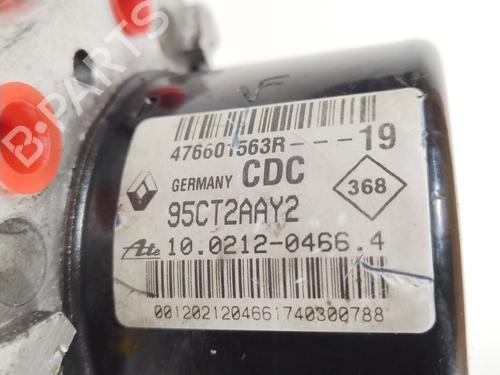 476601563R---19
GERMANY CDC
368
95CT2AAY2
Ate 10.0212-0466.4
0012021204661740300788
B-PARTS